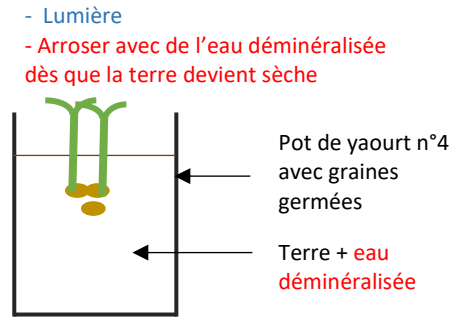 - Lumière
- Arroser avec de l'eau déminéralisée
dès que la terre devient sèche
Pot de yaourt n°4
avec graines
germées
Terre + eau
déminéralisée